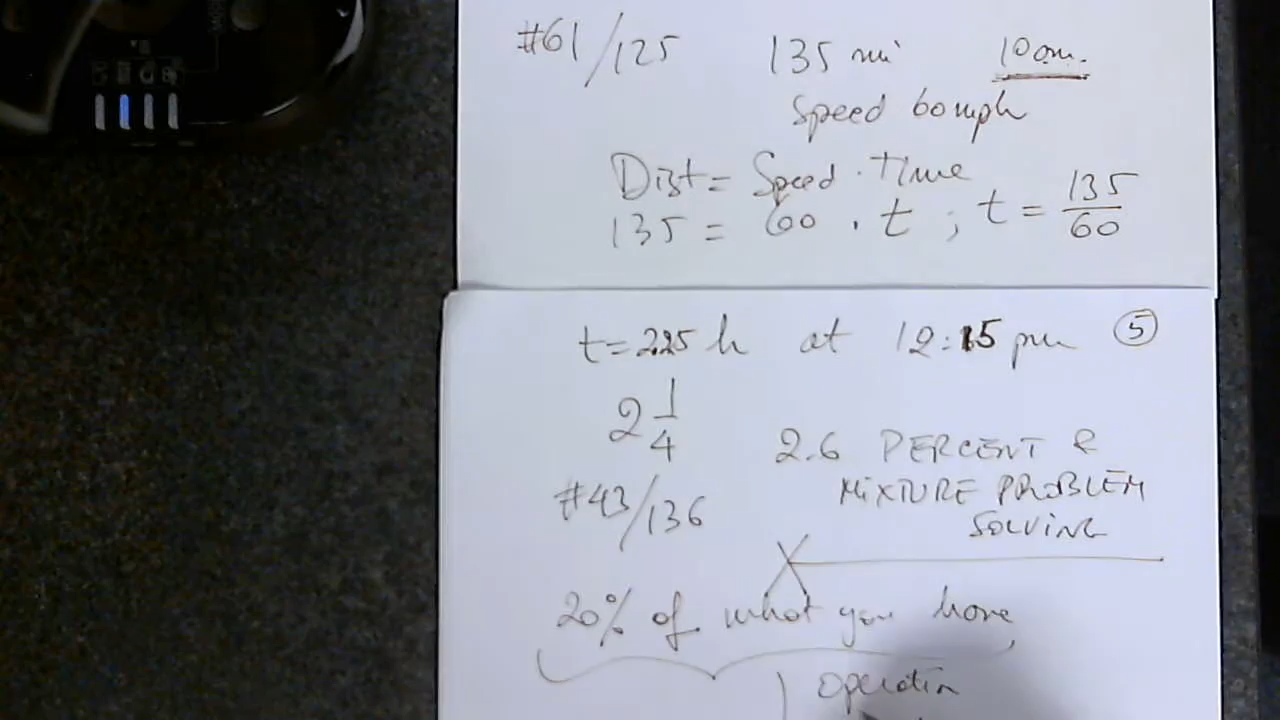 #61/125 135 mi 10 am.
Speed 60 mph
Dist = Speed · Time
135 = 60 · t ; t = 135/60
t = 2.25 h at 12:15 pm 5
2 1/4
2.6 PERCENT &
#43/136 MIXTURE PROBLEM
SOLVING
20% of what you have
operation